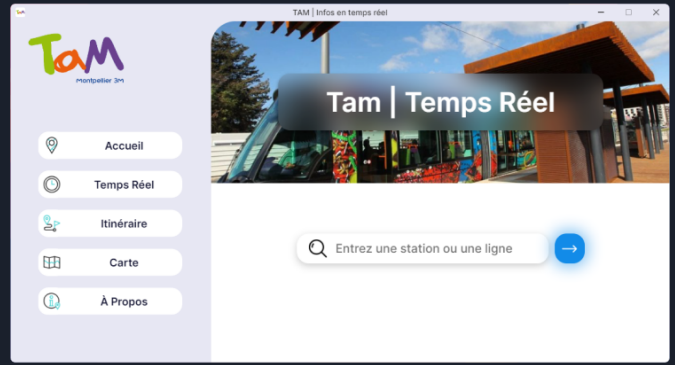 TAM | Infos en temps réel
TaM
Montpellier 3M
Accueil
Temps Réel
Itinéraire
Carte
À Propos
Tam | Temps Réel
Entrez une station ou une ligne